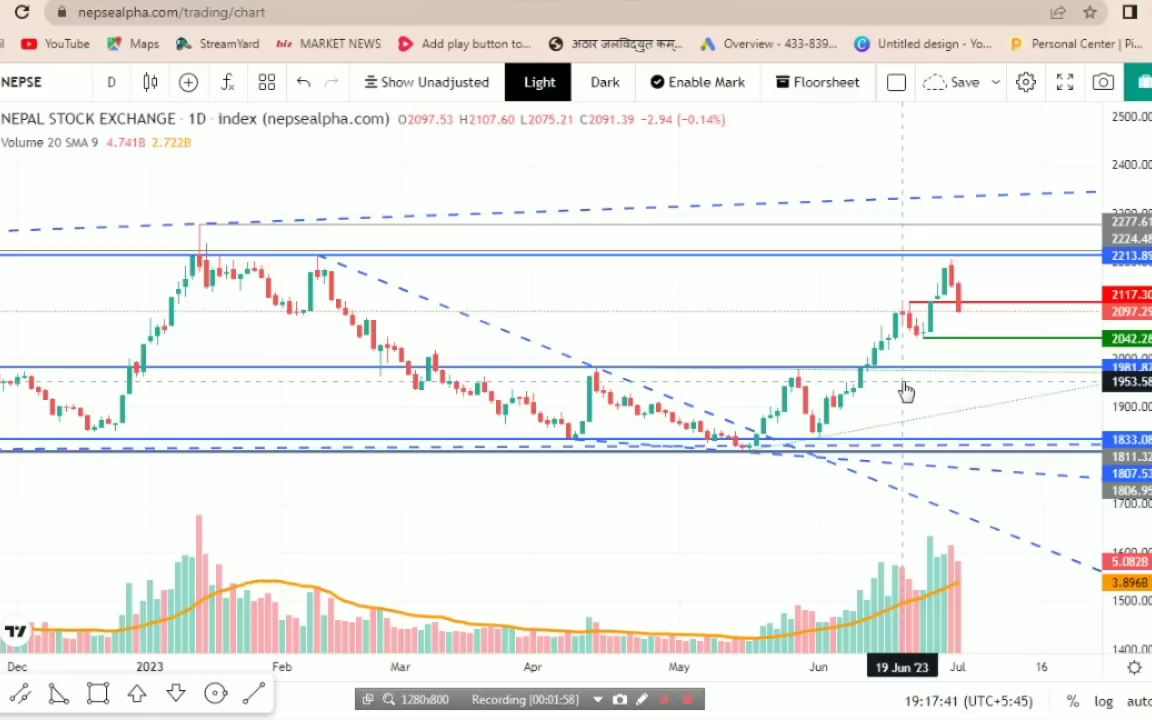 nepsealpha.com/trading/chart
YouTube Maps StreamYard biz MARKET NEWS Add play button to... अठार जलविद्युत कम्... Overview - 433-839... Untitled design - Yo... Personal Center | Pi...
NEPSE D Show Unadjusted Light Dark Enable Mark Floorsheet Save
NEPAL STOCK EXCHANGE · 1D · index (nepsealpha.com) O2097.53 H2107.60 L2075.21 C2091.39 -2.94 (-0.14%)
Volume 20 SMA 9 4.741B 2.722B
2500.00
2400.00
2277.61
2224.48
2213.89
2117.30
2097.29
2042.28
1981.87
1953.58
1900.00
1833.08
1811.32
1807.53
1806.95
1700.00
5.082B
3.896B
1500.00
1400.00
Dec 2023 Feb Mar Apr May Jun 19 Jun '23 Jul 16
1280x800 Recording [00:01:58] 19:17:41 (UTC+5:45) % log auto